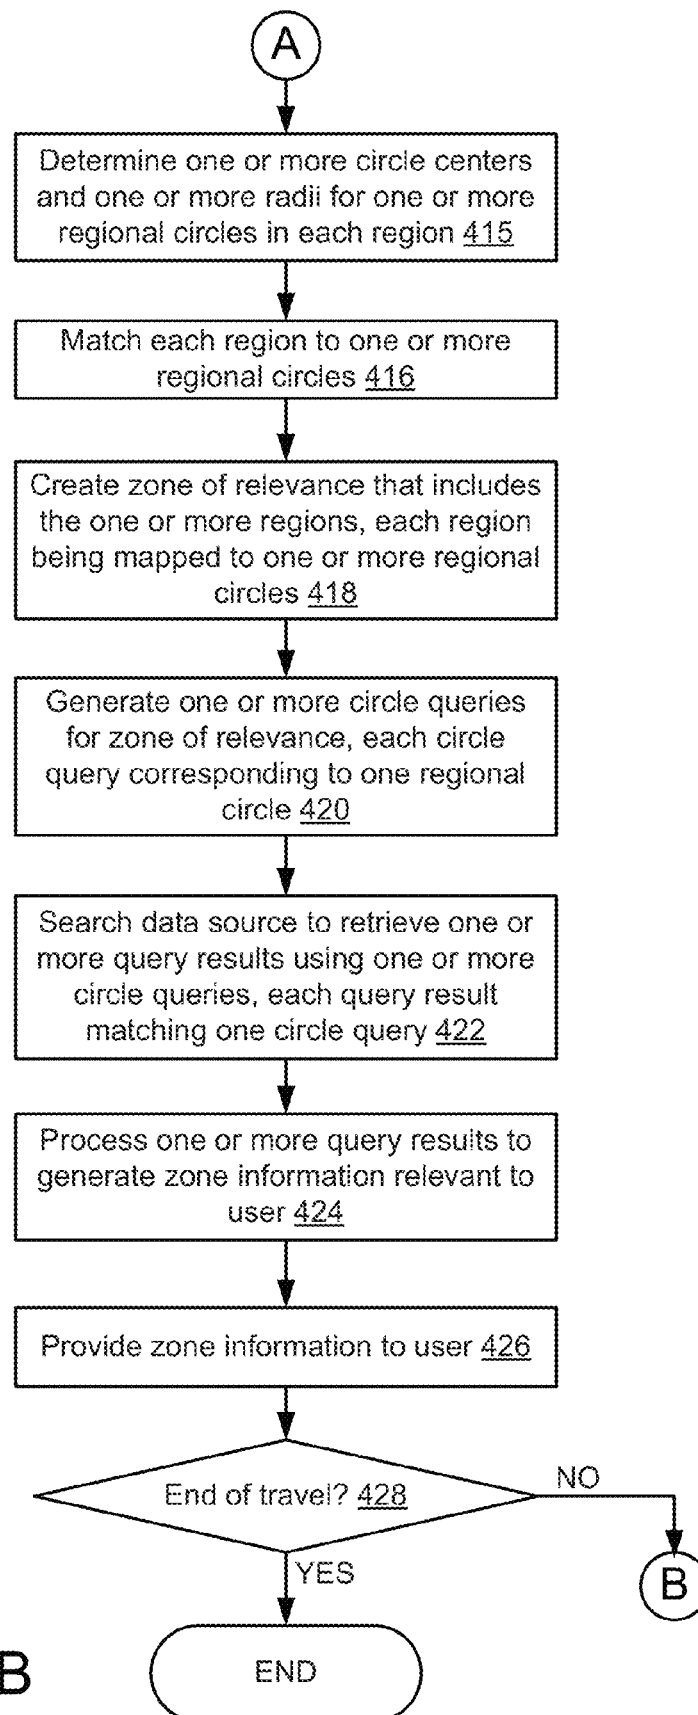 A
Determine one or more circle centers
and one or more radii for one or more
regional circles in each region 415
Match each region to one or more
regional circles 416
Create zone of relevance that includes
the one or more regions, each region
being mapped to one or more regional
circles 418
Generate one or more circle queries
for zone of relevance, each circle
query corresponding to one regional
circle 420
Search data source to retrieve one or
more query results using one or more
circle queries, each query result
matching one circle query 422
Process one or more query results to
generate zone information relevant to
user 424
Provide zone information to user 426
End of travel? 428
NO
YES
B
END
B